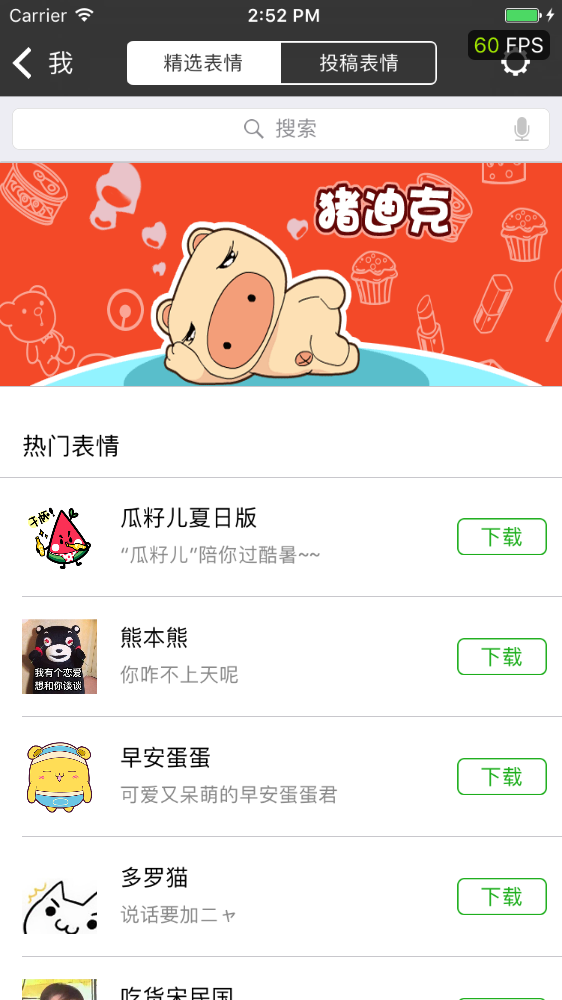 Carrier 2:52 PM
我 精选表情 投稿表情 60 FPS
搜索
猪迪克
热门表情
干杯!
瓜籽儿夏日版
“瓜籽儿”陪你过酷暑~~
下载
我有个恋爱
想和你谈谈
熊本熊
你咋不上天呢
下载
早安蛋蛋
可爱又呆萌的早安蛋蛋君
下载
多罗猫
说话要加二ャ
下载
吃货宋民国